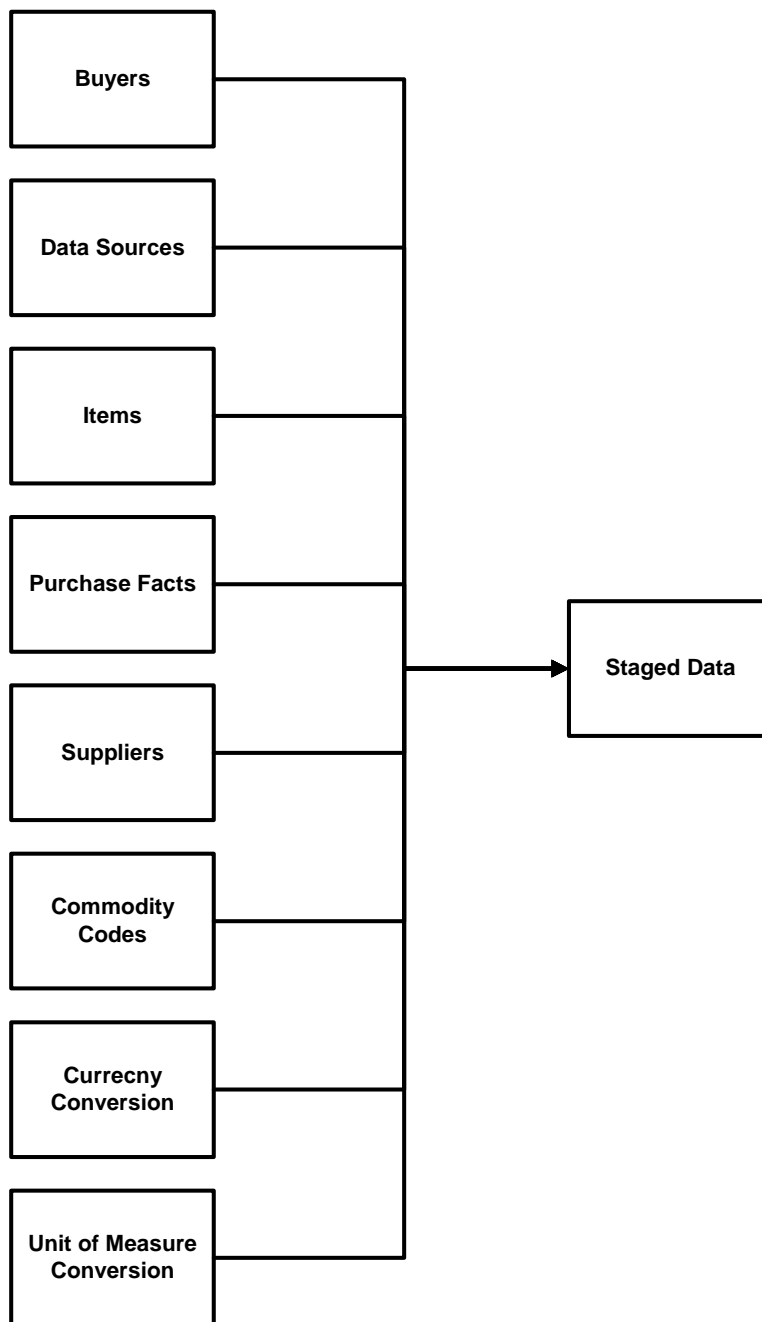 Buyers
Data Sources
Items
Purchase Facts
Staged Data
Suppliers
Commodity
Codes
Currecny
Conversion
Unit of Measure
Conversion